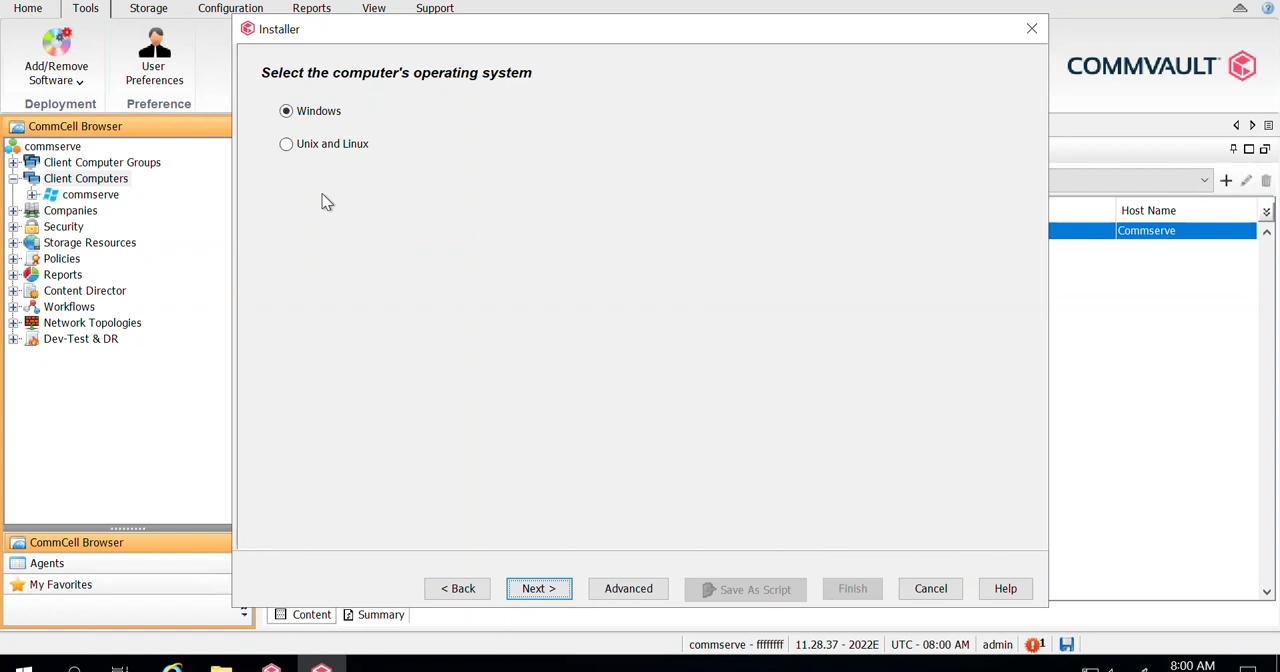 Home Tools Storage Configuration Reports View Support
Installer
Add/Remove
Software
User
Preferences
Deployment Preference
COMMVAULT
Select the computer's operating system
Windows
Unix and Linux
CommCell Browser
commserve
Client Computer Groups
Client Computers
commserve
Companies
Security
Storage Resources
Policies
Reports
Content Director
Workflows
Network Topologies
Dev-Test & DR
Host Name
Commserve
CommCell Browser
Agents
My Favorites
< Back Next > Advanced Save As Script Finish Cancel Help
Content Summary
commserve - ffffffff 11.28.37 - 2022E UTC - 08:00 AM admin 1
8:00 AM